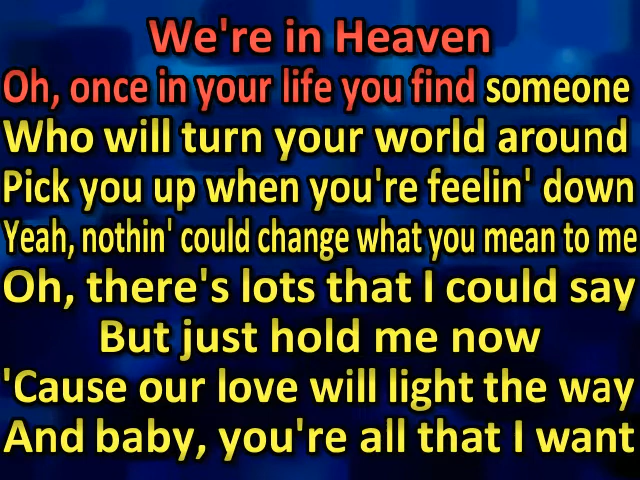 We're in Heaven
Oh, once in your life you find someone
Who will turn your world around
Pick you up when you're feelin' down
Yeah, nothin' could change what you mean to me
Oh, there's lots that I could say
But just hold me now
'Cause our love will light the way
And baby, you're all that I want